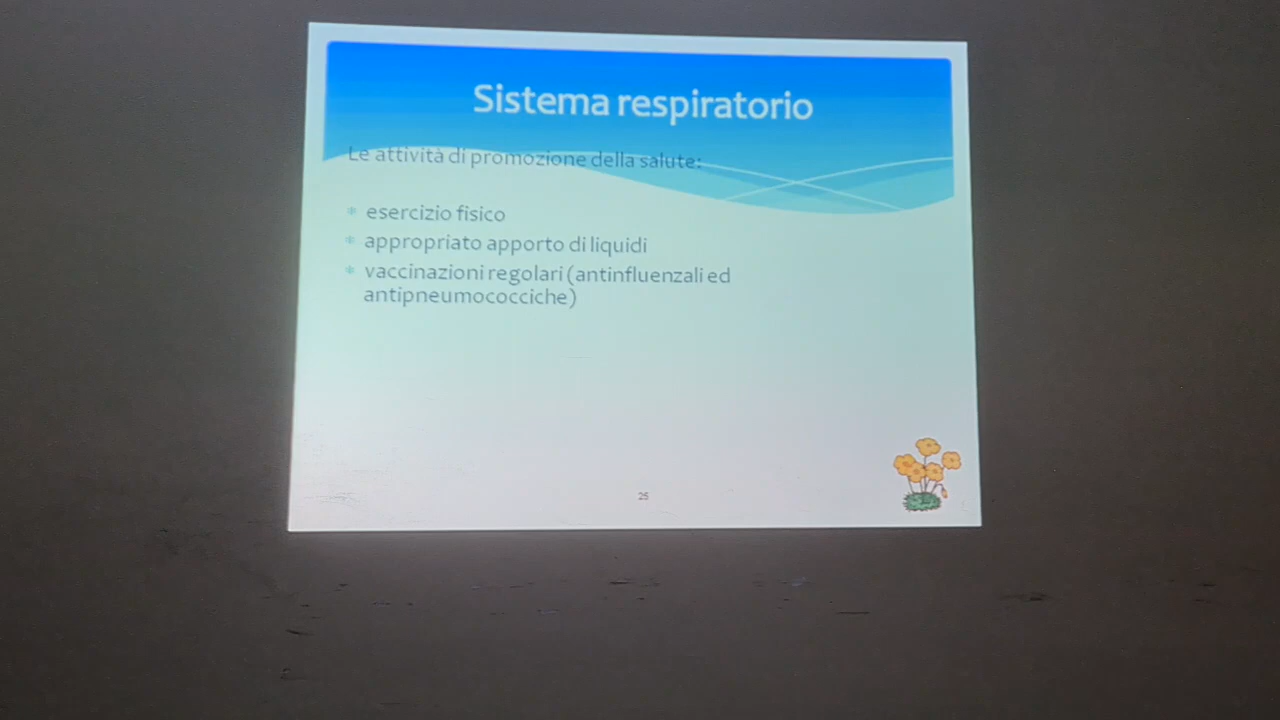 Sistema respiratorio
Le attività di promozione della salute:
esercizio fisico
appropriato apporto di liquidi
vaccinazioni regolari (antinfluenzali ed
antipneumococciche)
25